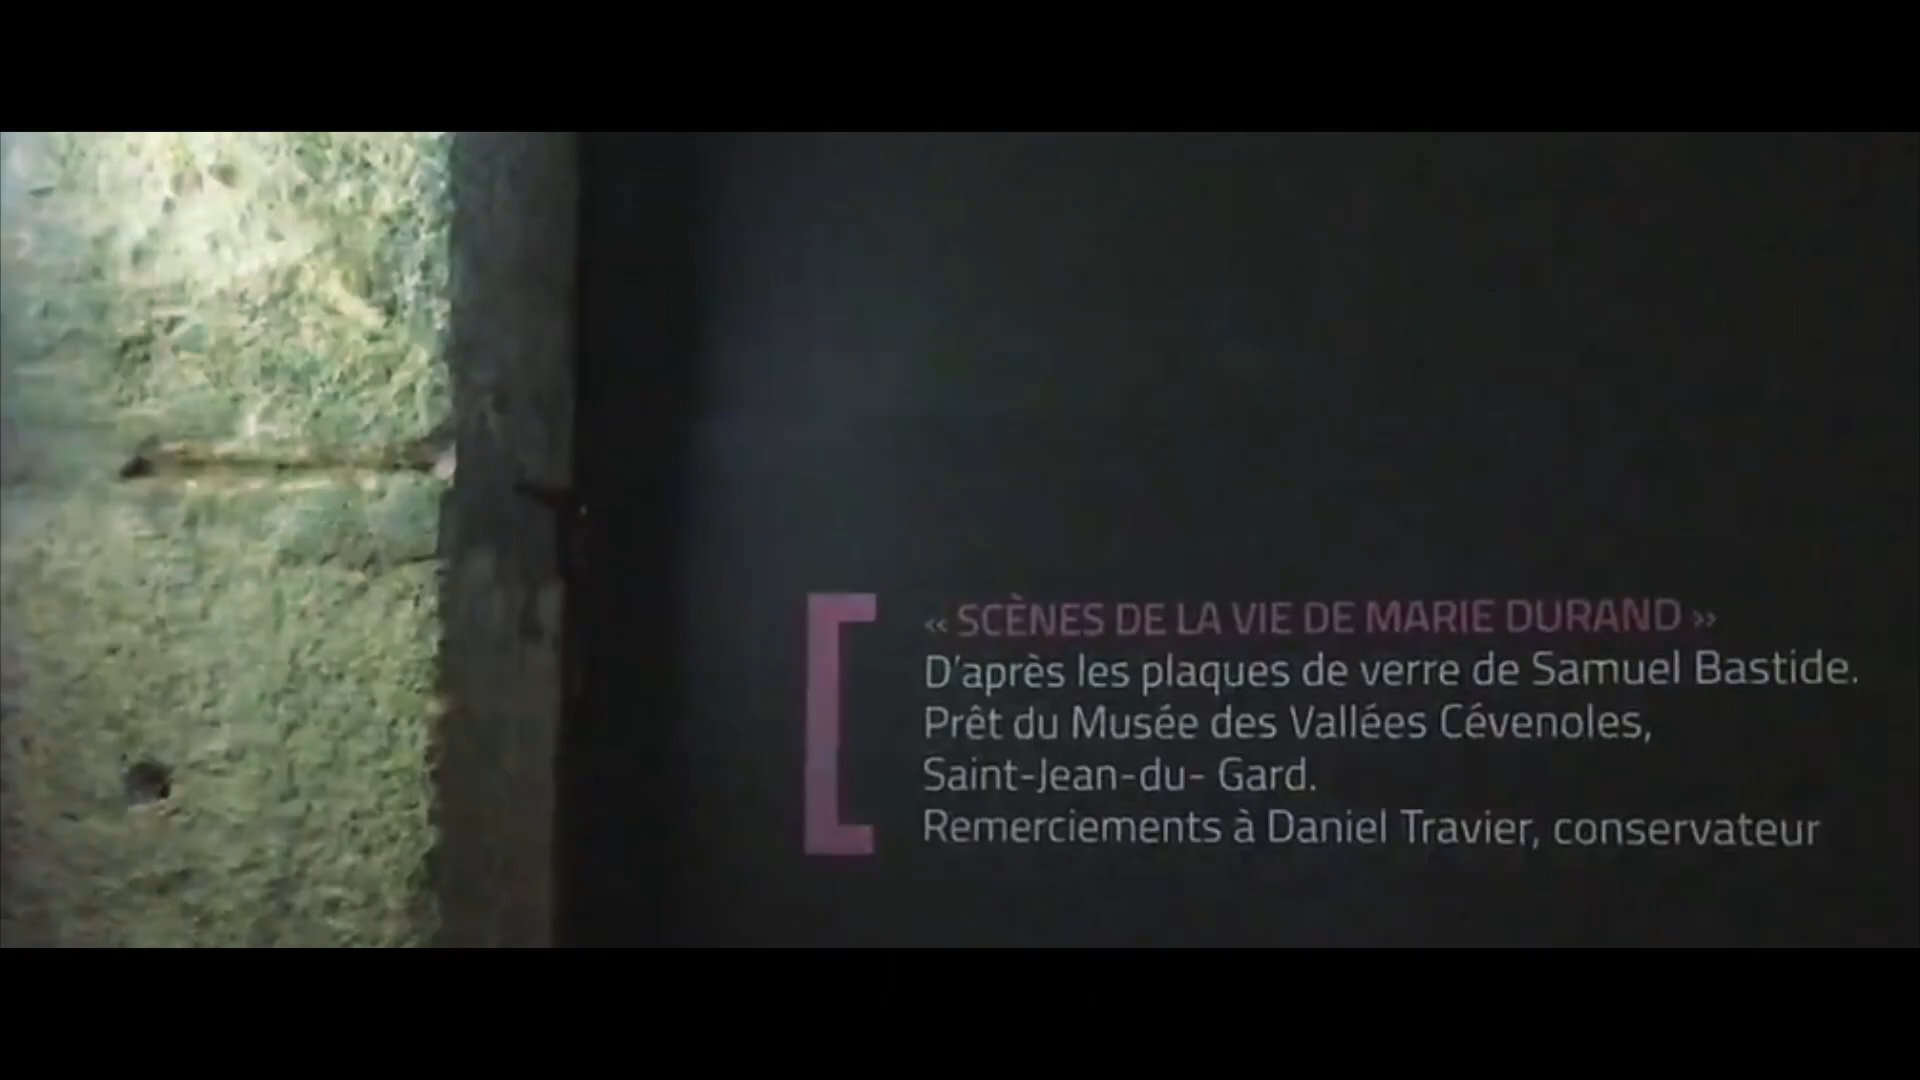 « SCÈNES DE LA VIE DE MARIE DURAND »
D'après les plaques de verre de Samuel Bastide.
Prêt du Musée des Vallées Cévenoles,
Saint-Jean-du- Gard.
Remerciements à Daniel Travier, conservateur